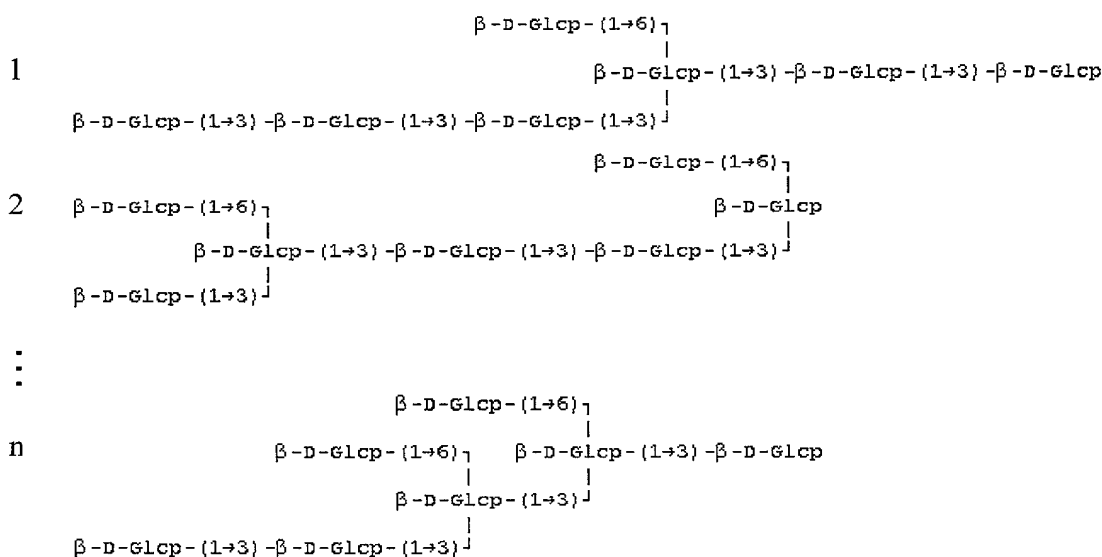 β-D-Glcp-(1→6)┐
1 β-D-Glcp-(1→3)-β-D-Glcp-(1→3)-β-D-Glcp
β-D-Glcp-(1→3)-β-D-Glcp-(1→3)-β-D-Glcp-(1→3)┘
β-D-Glcp-(1→6)┐
2 β-D-Glcp-(1→6)┐ β-D-Glcp
β-D-Glcp-(1→3)-β-D-Glcp-(1→3)-β-D-Glcp-(1→3)┘
β-D-Glcp-(1→3)┘
⋮
β-D-Glcp-(1→6)┐
n β-D-Glcp-(1→6)┐ β-D-Glcp-(1→3)-β-D-Glcp
β-D-Glcp-(1→3)┘
β-D-Glcp-(1→3)-β-D-Glcp-(1→3)┘